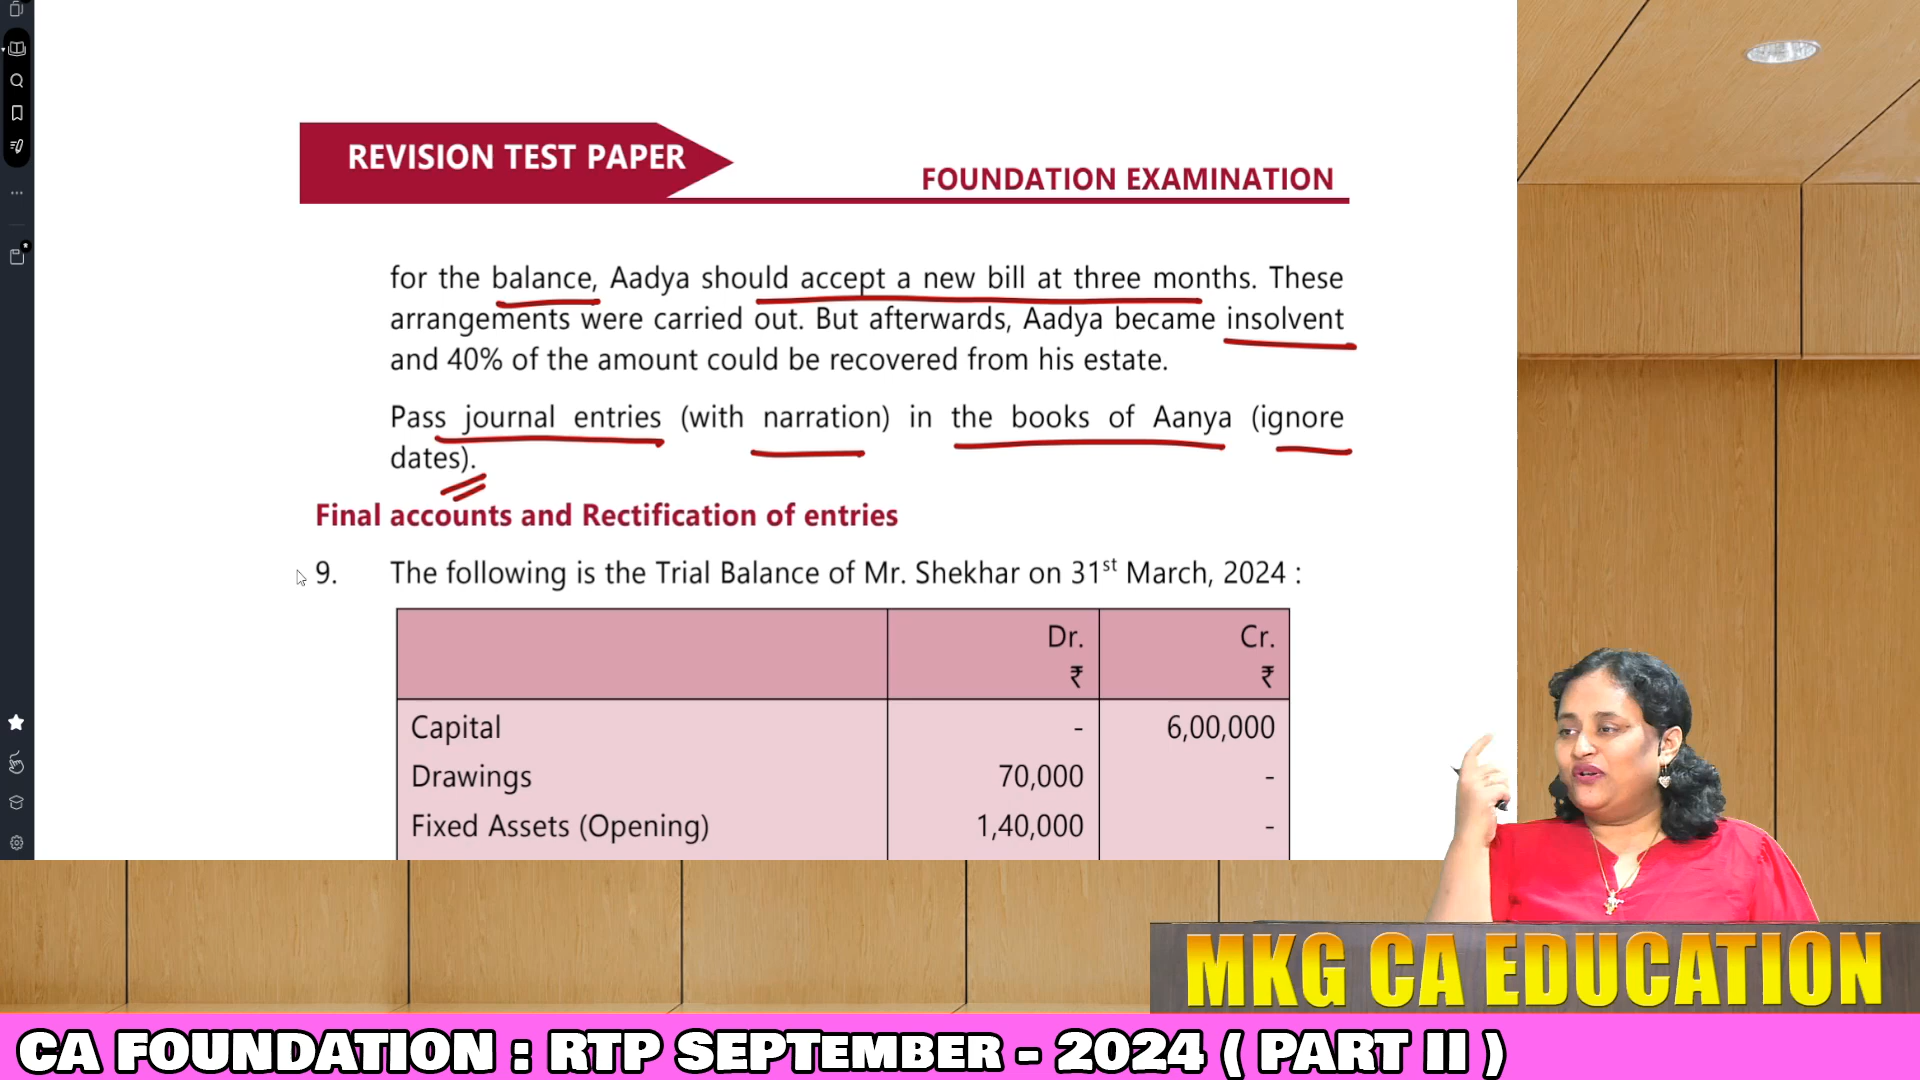 REVISION TEST PAPER
FOUNDATION EXAMINATION
for the balance, Aadya should accept a new bill at three months. These
arrangements were carried out. But afterwards, Aadya became insolvent
and 40% of the amount could be recovered from his estate.
Pass journal entries (with narration) in the books of Aanya (ignore
dates).
Final accounts and Rectification of entries
9. The following is the Trial Balance of Mr. Shekhar on 31st March, 2024 :
Dr. Cr.
₹ ₹
Capital - 6,00,000
Drawings 70,000 -
Fixed Assets (Opening) 1,40,000 -
MKG CA EDUCATION
CA FOUNDATION : RTP SEPTEMBER - 2024 ( PART II )